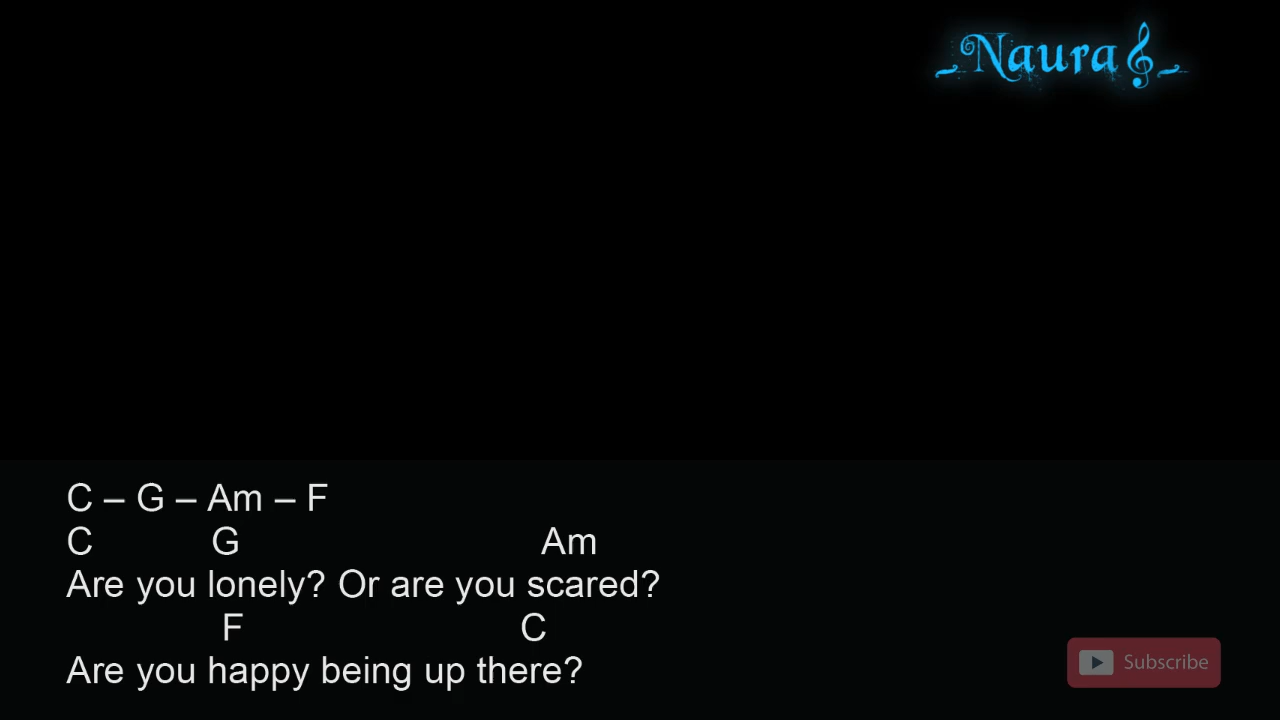 Naura
C – G – Am – F
C G Am
Are you lonely? Or are you scared?
F C
Are you happy being up there?
Subscribe